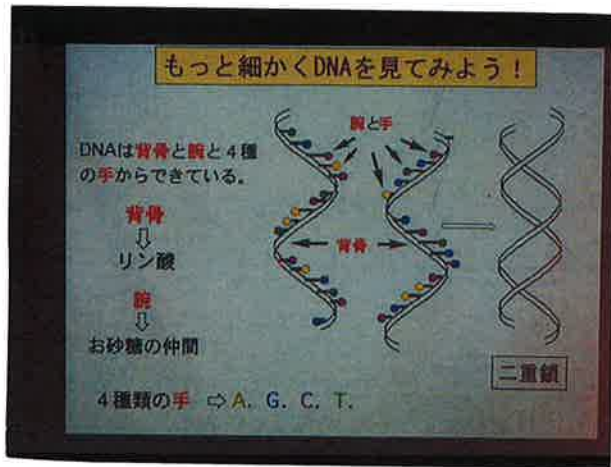 もっと細かくDNAを見てみよう！
DNAは背骨と腕と4種
の手からできている。
背骨
⇩
リン酸
腕
⇩
お砂糖の仲間
4種類の手 ⇨ A. G. C. T.
腕と手
背骨
二重鎖